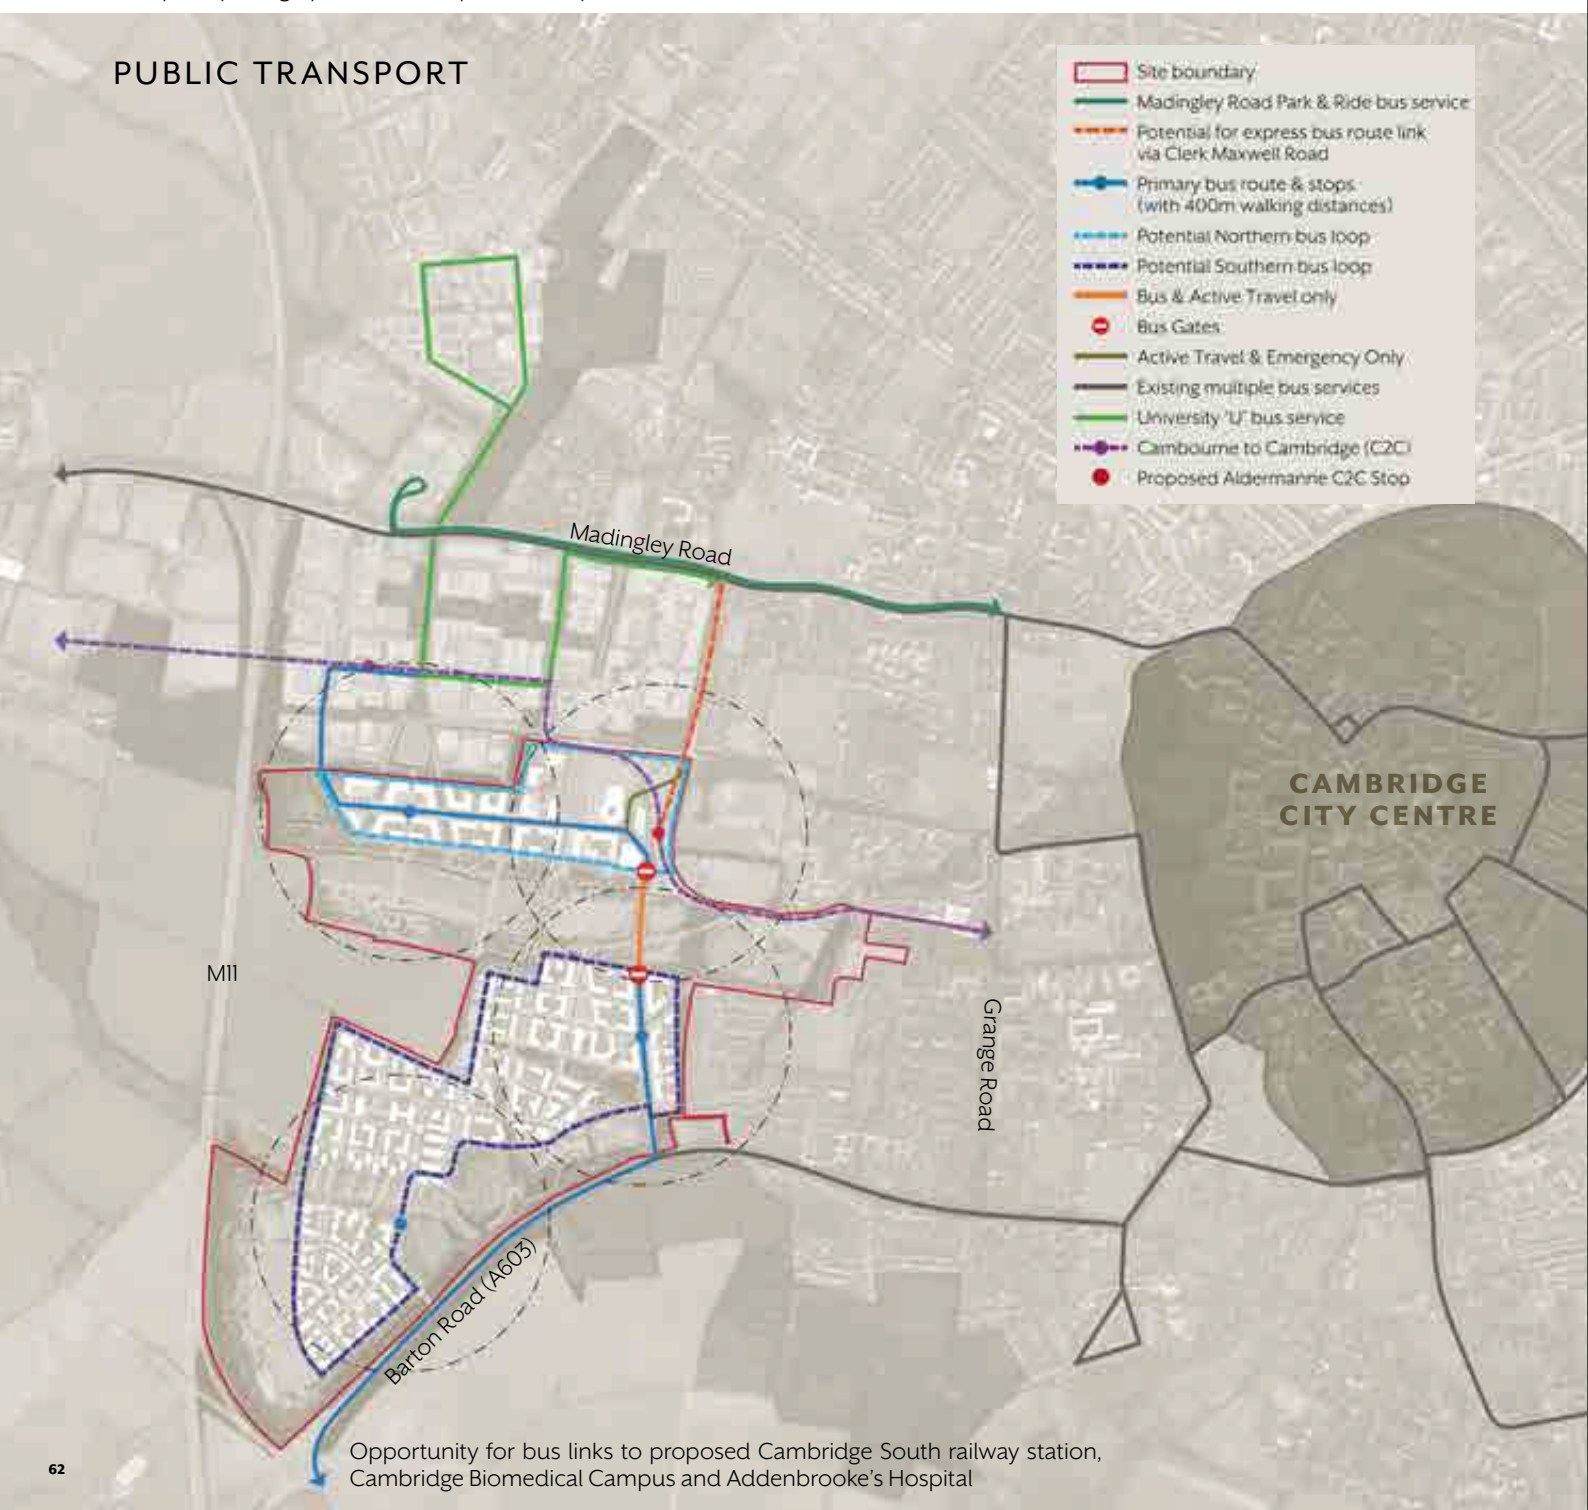 PUBLIC TRANSPORT
Site boundary
Madingley Road Park & Ride bus service
Potential for express bus route link
via Clerk Maxwell Road
Primary bus route & stops
(with 400m walking distances)
Potential Northern bus loop
Potential Southern bus loop
Bus & Active Travel only
Bus Gates
Active Travel & Emergency Only
Existing multiple bus services
University 'U' bus service
Cambourne to Cambridge (C2C)
Proposed Aldermanne C2C Stop
Madingley Road
CAMBRIDGE
CITY CENTRE
M11
Grange Road
Barton Road (A603)
Opportunity for bus links to proposed Cambridge South railway station,
Cambridge Biomedical Campus and Addenbrooke's Hospital
62